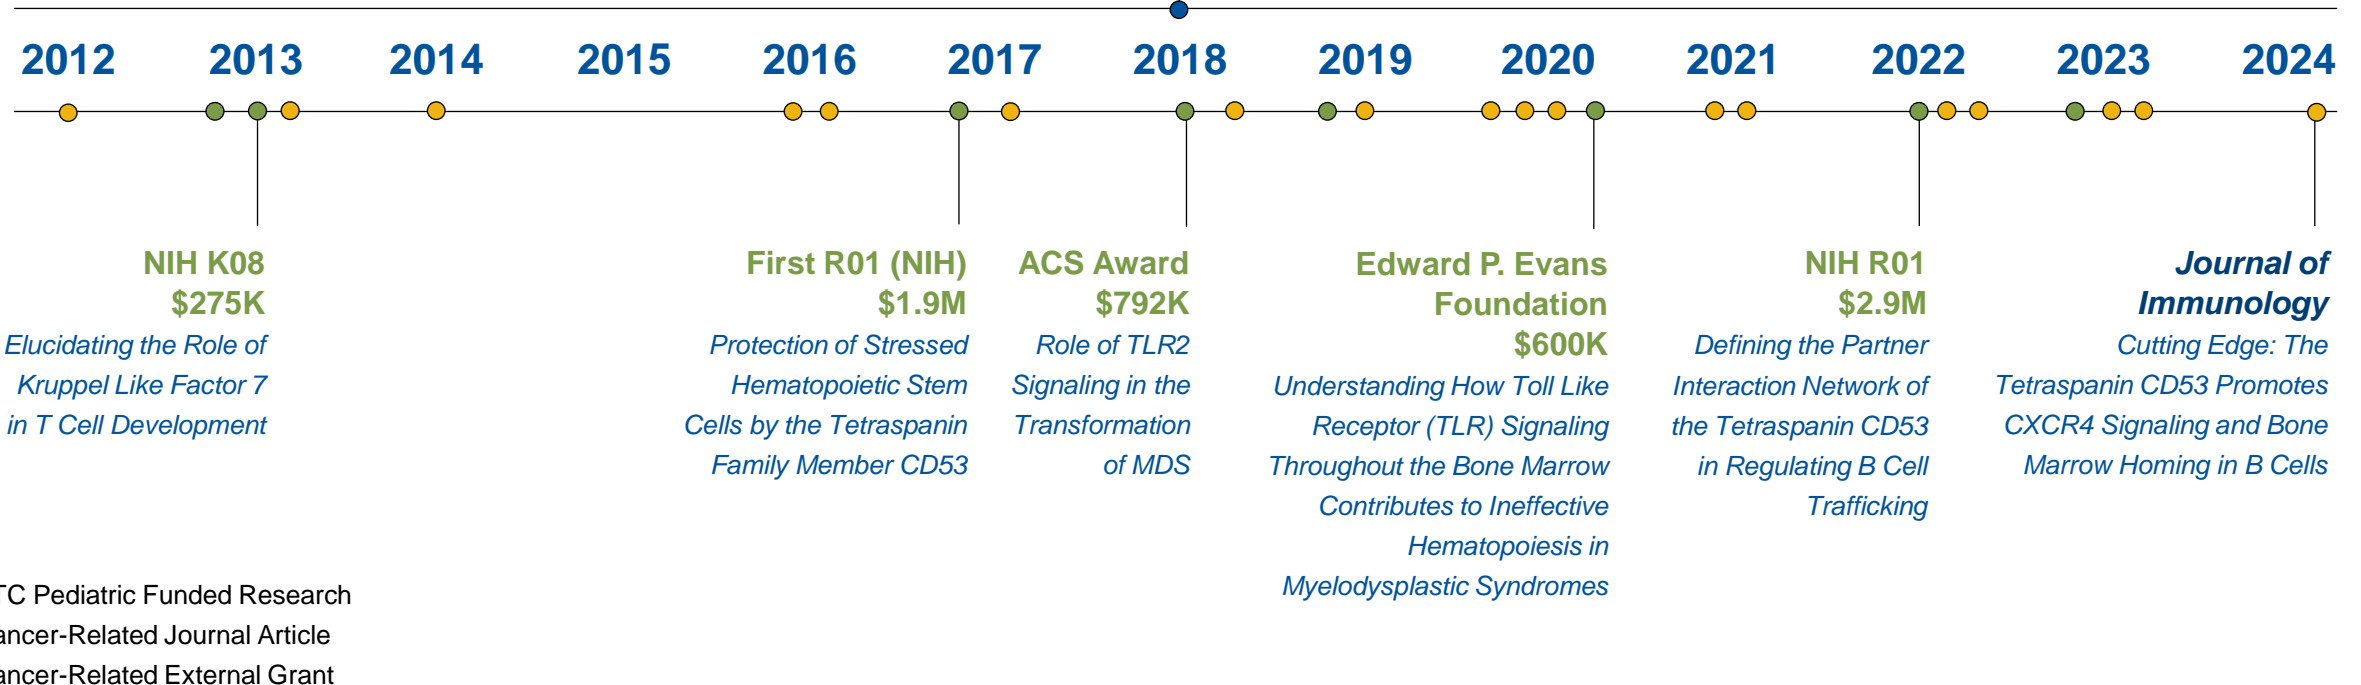 2012 2013 2014 2015 2016 2017 2018 2019 2020 2021 2022 2023 2024
NIH K08
$275K
Elucidating the Role of
Kruppel Like Factor 7
in T Cell Development
First R01 (NIH)
$1.9M
Protection of Stressed
Hematopoietic Stem
Cells by the Tetraspanin
Family Member CD53
ACS Award
$792K
Role of TLR2
Signaling in the
Transformation
of MDS
Edward P. Evans
Foundation
$600K
Understanding How Toll Like
Receptor (TLR) Signaling
Throughout the Bone Marrow
Contributes to Ineffective
Hematopoiesis in
Myelodysplastic Syndromes
NIH R01
$2.9M
Defining the Partner
Interaction Network of
the Tetraspanin CD53
in Regulating B Cell
Trafficking
Journal of
Immunology
Cutting Edge: The
Tetraspanin CD53 Promotes
CXCR4 Signaling and Bone
Marrow Homing in B Cells
TC Pediatric Funded Research
ancer-Related Journal Article
ancer-Related External Grant